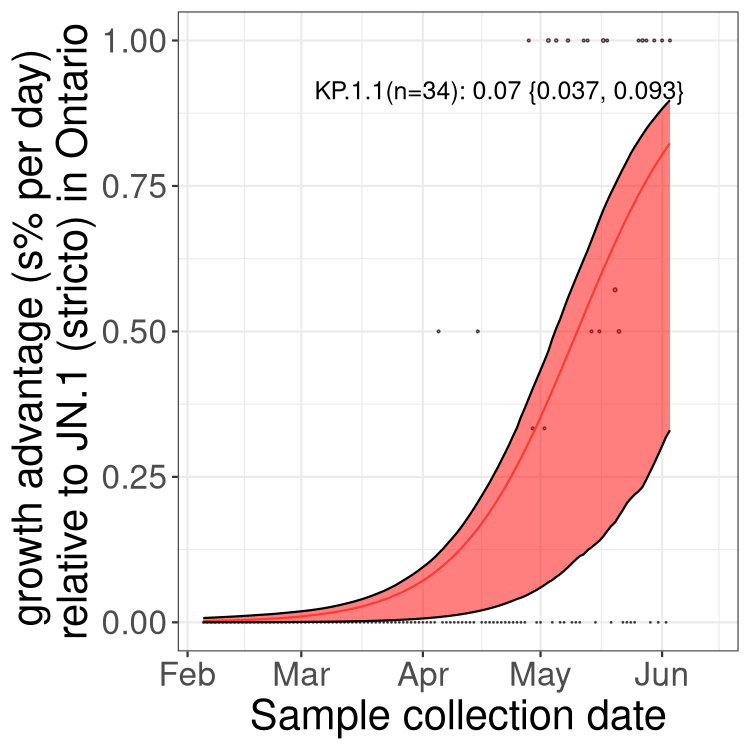 growth advantage (s% per day)
relative to JN.1 (stricto) in Ontario
1.00
0.75
0.50
0.25
0.00
KP.1.1(n=34): 0.07 {0.037, 0.093}
Feb Mar Apr May Jun
Sample collection date